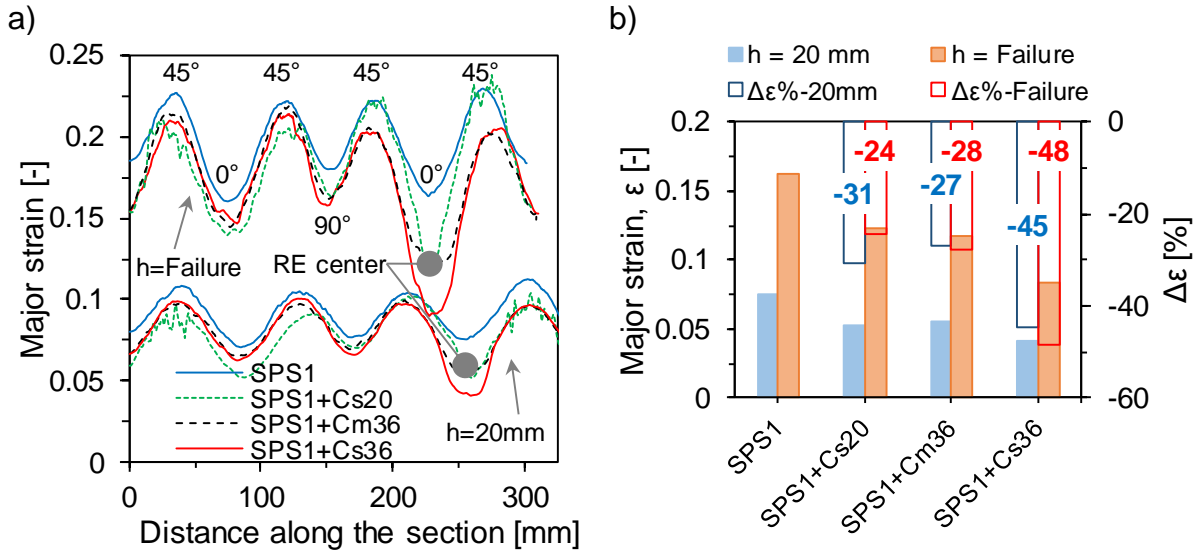 a)
0.25
0.2
0.15
0.1
0.05
0
Major strain [-]
45° 45° 45° 45°
0° 0°
90°
h=Failure
RE center
SPS1
SPS1+Cs20
SPS1+Cm36
SPS1+Cs36
h=20mm
0 100 200 300
Distance along the section [mm]
b)
h = 20 mm h = Failure
Δε%-20mm Δε%-Failure
0.2
0.15
0.1
0.05
0
Major strain, ε [-]
-24 -28 -48
-31 -27 -45
0
-20
-40
-60
Δε [%]
SPS1
SPS1+Cs20
SPS1+Cm36
SPS1+Cs36